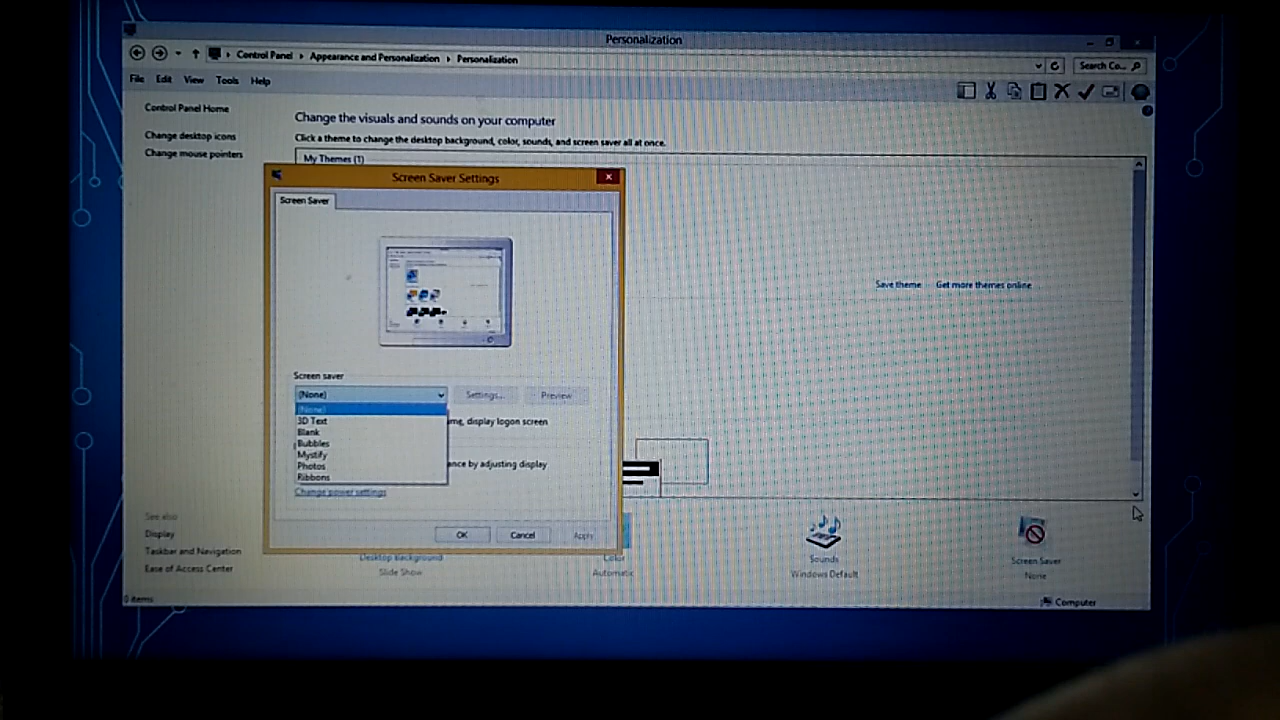 Personalization
Control Panel Appearance and Personalization Personalization
Search Co...
File Edit View Tools Help
Control Panel Home
Change desktop icons
Change mouse pointers
Change the visuals and sounds on your computer
Click a theme to change the desktop background, color, sounds, and screen saver all at once.
My Themes (1)
Screen Saver Settings
Screen Saver
Save theme Get more themes online
Screen saver
(None)
Settings... Preview
(None)
3D Text
Blank
Bubbles
Mystify
Photos
Ribbons
display logon screen
by adjusting display
Change power settings
OK Cancel Apply
See also
Display
Taskbar and Navigation
Ease of Access Center
Desktop Background
Slide Show
Color
Automatic
Sounds
Windows Default
Screen Saver
None
0 items
Computer